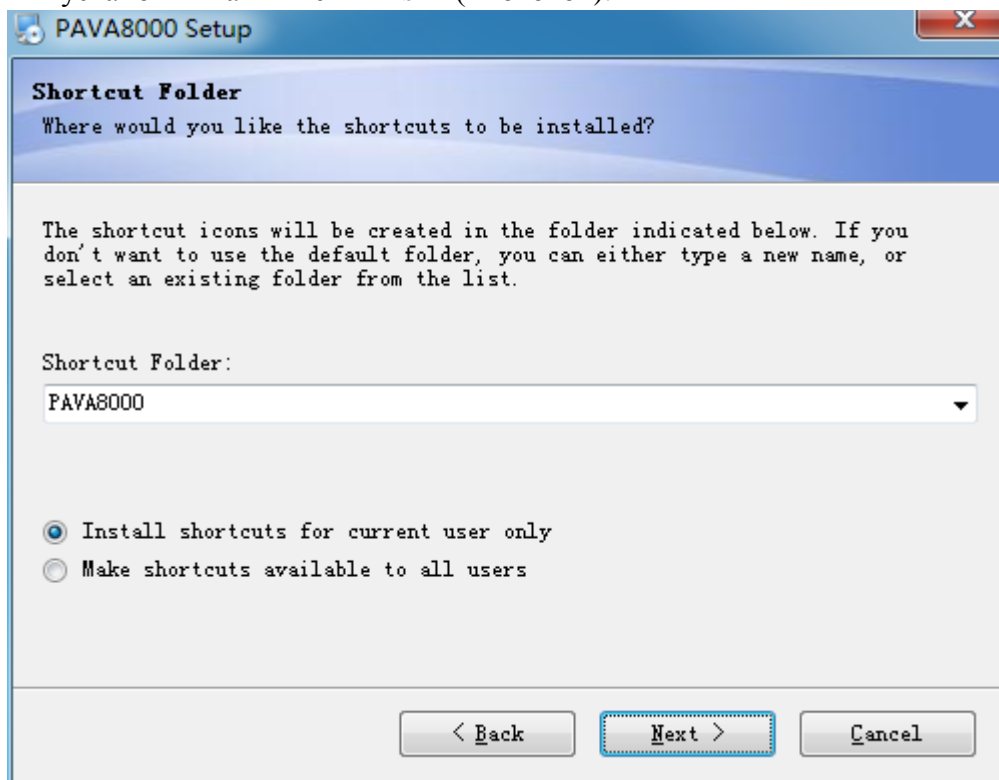 PAVA8000 Setup
Shortcut Folder
Where would you like the shortcuts to be installed?
The shortcut icons will be created in the folder indicated below. If you
don't want to use the default folder, you can either type a new name, or
select an existing folder from the list.
Shortcut Folder:
PAVA8000
Install shortcuts for current user only
Make shortcuts available to all users
< Back
Next >
Cancel